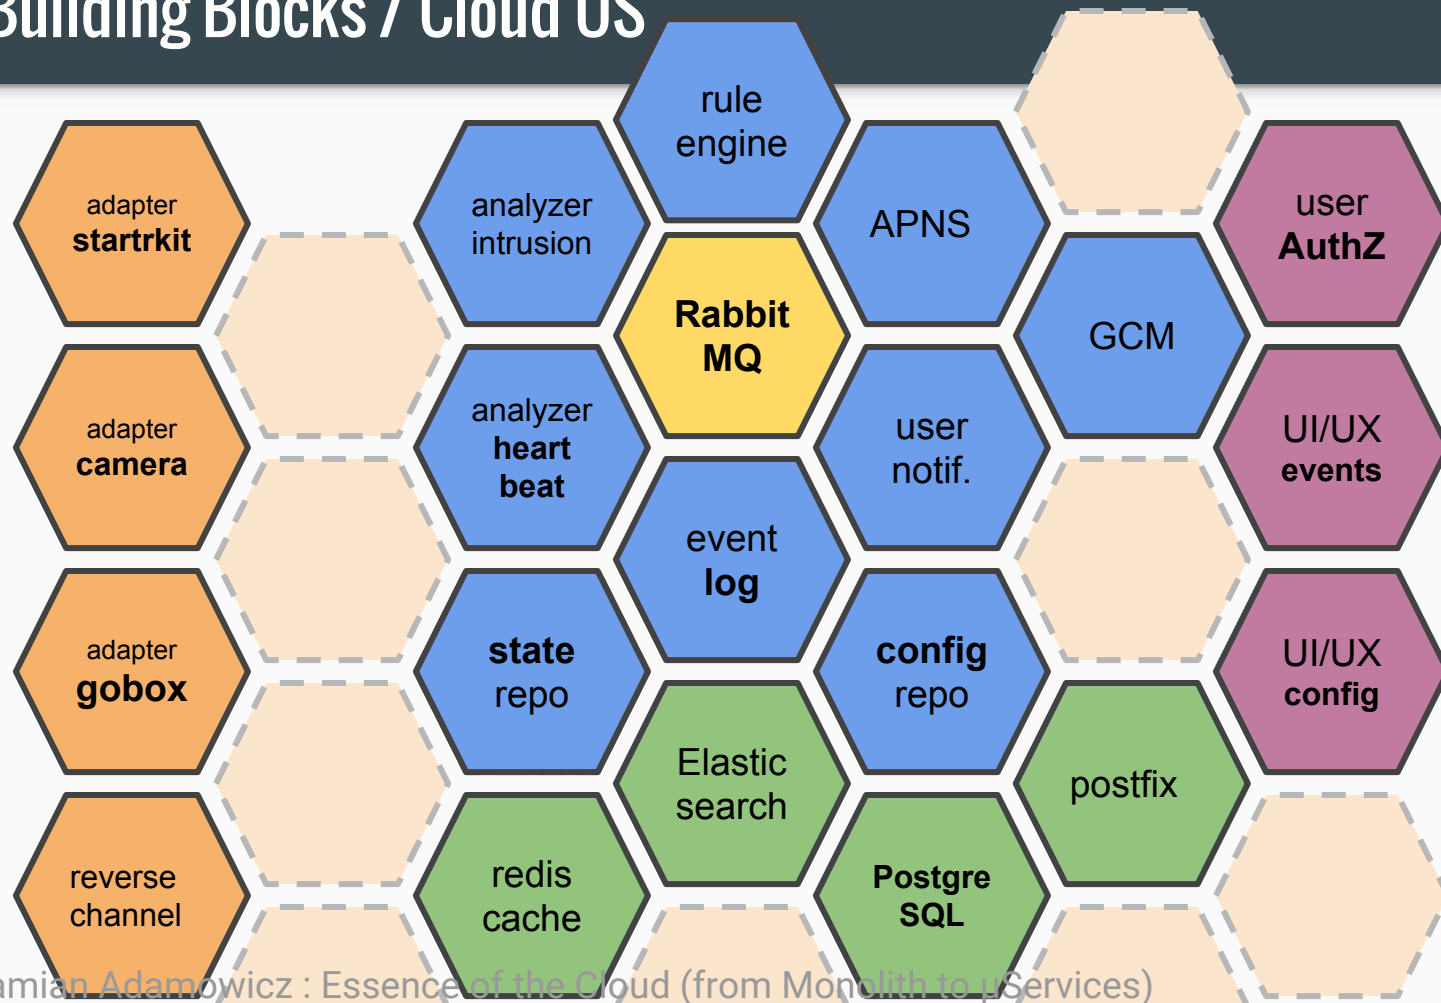 Building Blocks / Cloud OS
rule
engine
adapter
startrkit
analyzer
intrusion
APNS
user
AuthZ
Rabbit
MQ
GCM
adapter
camera
analyzer
heart
beat
user
notif.
UI/UX
events
event
log
adapter
gobox
state
repo
config
repo
UI/UX
config
Elastic
search
postfix
reverse
channel
redis
cache
Postgre
SQL
amian Adamowicz : Essence of the Cloud (from Monolith to µServices)